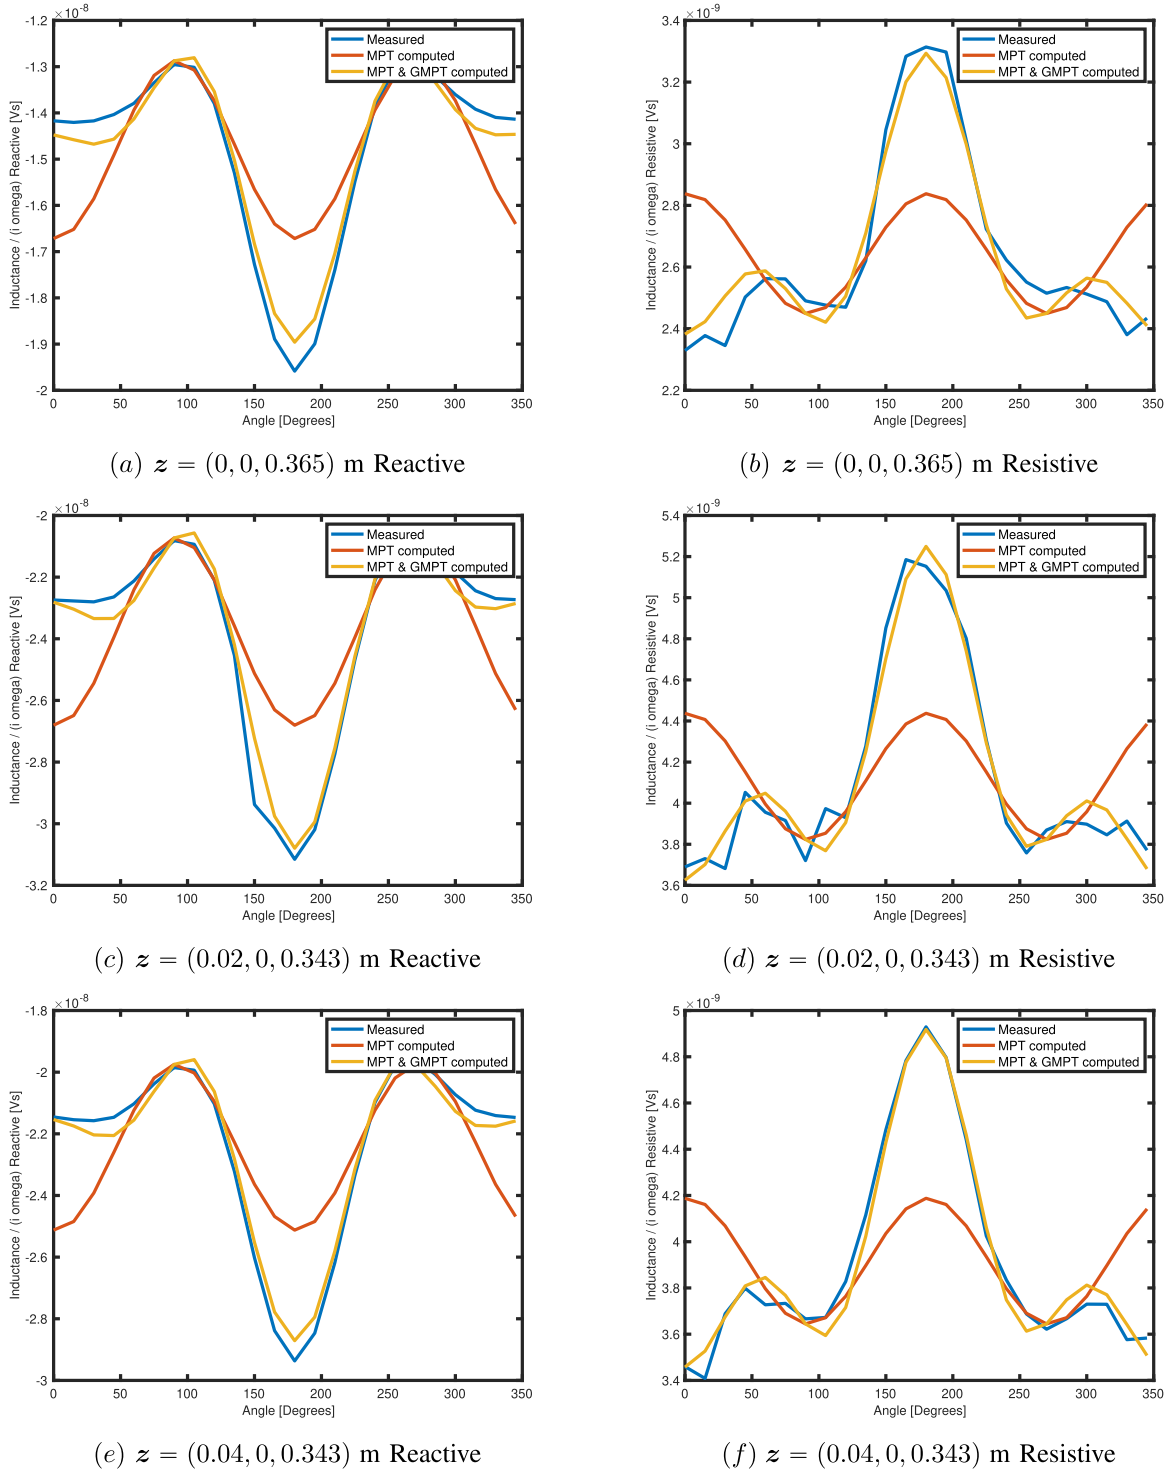 ×10⁻⁸
-1.2
-1.3
-1.4
-1.5
-1.6
-1.7
-1.8
-1.9
-2
0 50 100 150 200 250 300 350
Angle [Degrees]
Inductance / (i omega) Reactive [Vs]
Measured
MPT computed
MPT & GMPT computed
(a) z = (0, 0, 0.365) m Reactive
×10⁻⁹
3.4
3.2
3
2.8
2.6
2.4
2.2
0 50 100 150 200 250 300 350
Angle [Degrees]
Inductance / (i omega) Resistive [Vs]
Measured
MPT computed
MPT & GMPT computed
(b) z = (0, 0, 0.365) m Resistive
×10⁻⁸
-2
-2.2
-2.4
-2.6
-2.8
-3
-3.2
0 50 100 150 200 250 300 350
Angle [Degrees]
Inductance / (i omega) Reactive [Vs]
Measured
MPT computed
MPT & GMPT computed
(c) z = (0.02, 0, 0.343) m Reactive
×10⁻⁹
5.4
5.2
5
4.8
4.6
4.4
4.2
4
3.8
3.6
0 50 100 150 200 250 300 350
Angle [Degrees]
Inductance / (i omega) Resistive [Vs]
Measured
MPT computed
MPT & GMPT computed
(d) z = (0.02, 0, 0.343) m Resistive
×10⁻⁸
-1.8
-2
-2.2
-2.4
-2.6
-2.8
-3
0 50 100 150 200 250 300 350
Angle [Degrees]
Inductance / (i omega) Reactive [Vs]
Measured
MPT computed
MPT & GMPT computed
(e) z = (0.04, 0, 0.343) m Reactive
×10⁻⁹
5
4.8
4.6
4.4
4.2
4
3.8
3.6
3.4
0 50 100 150 200 250 300 350
Angle [Degrees]
Inductance / (i omega) Resistive [Vs]
Measured
MPT computed
MPT & GMPT computed
(f) z = (0.04, 0, 0.343) m Resistive